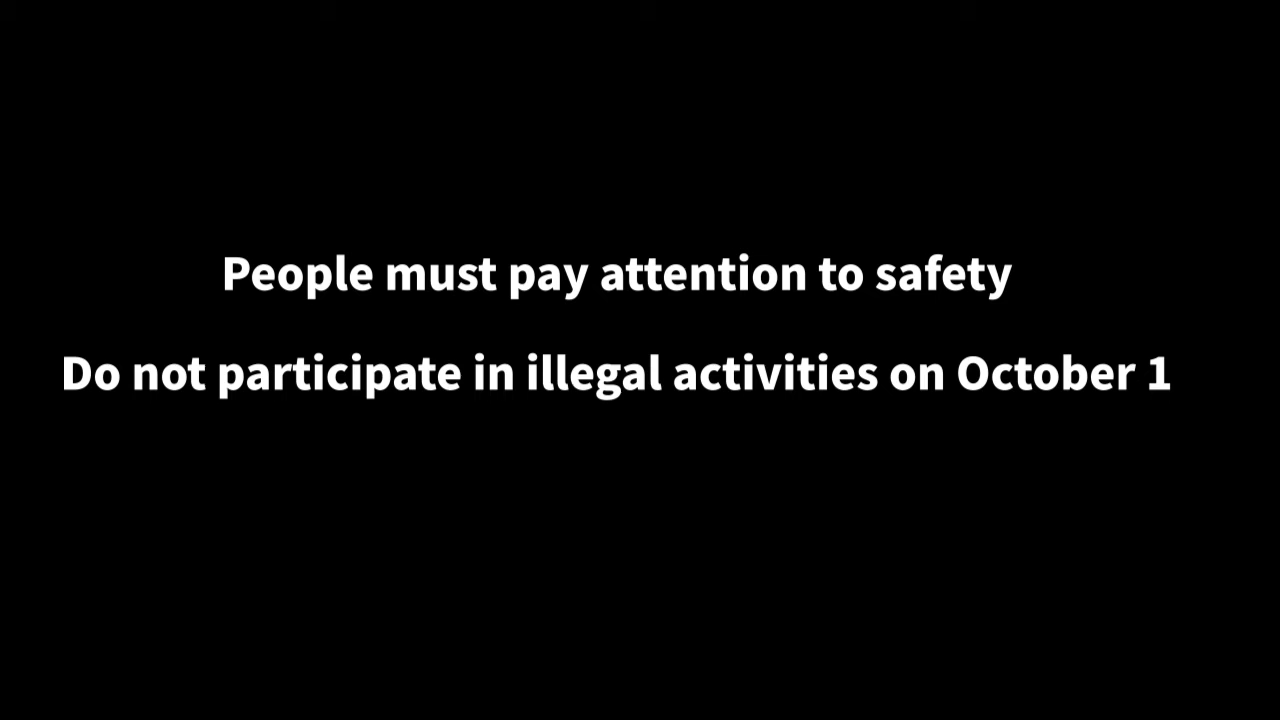 People must pay attention to safety
Do not participate in illegal activities on October 1